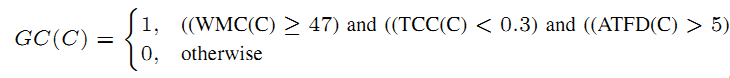 GC(C) = { 1, ((WMC(C) ≥ 47) and ((TCC(C) < 0.3) and ((ATFD(C) > 5)
0, otherwise